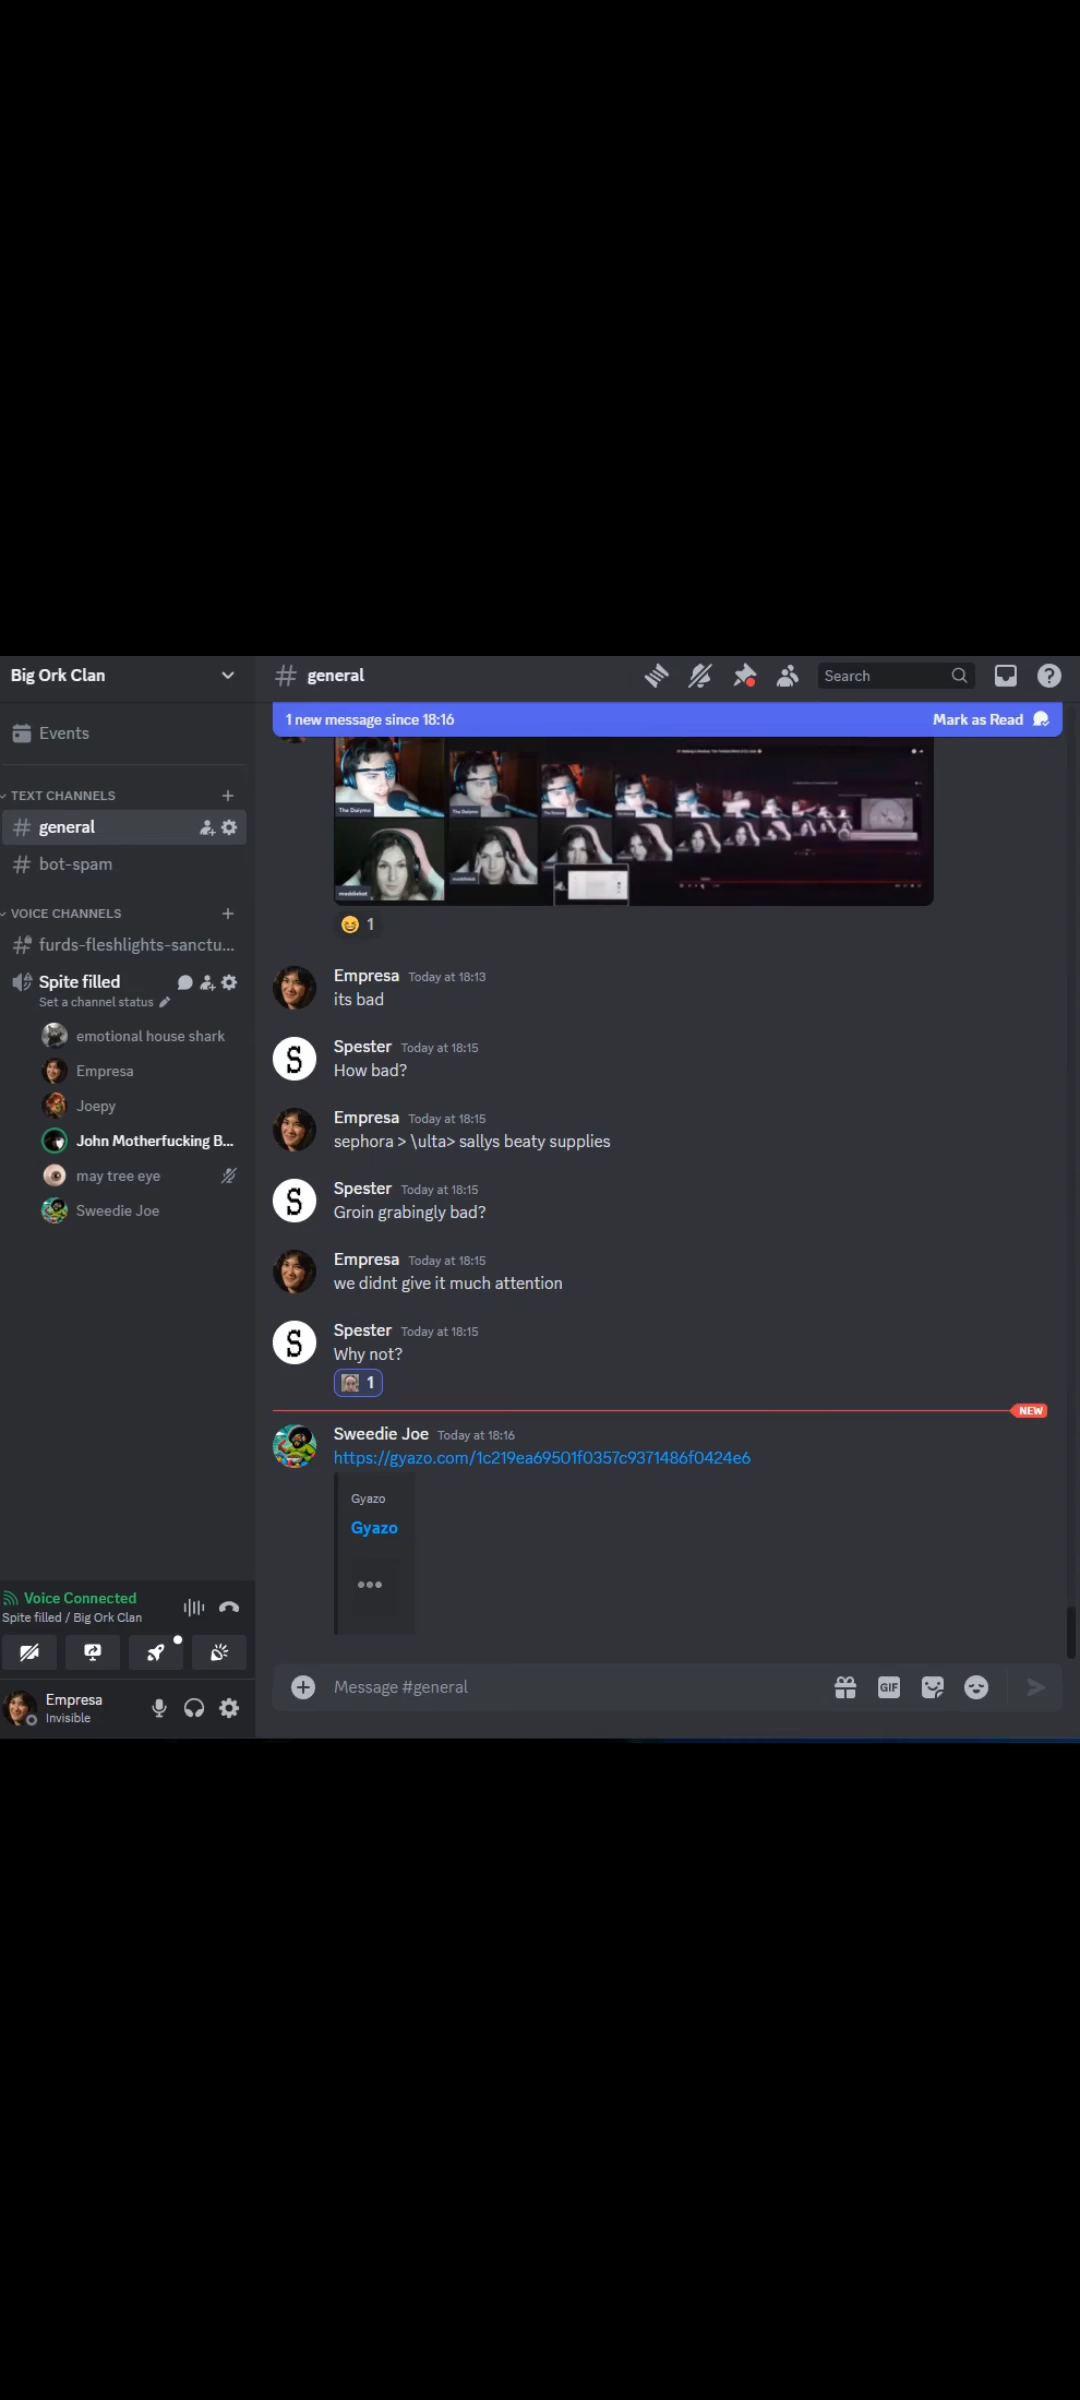 Big Ork Clan
general
Search
Events
1 new message since 18:16
Mark as Read
TEXT CHANNELS
general
bot-spam
VOICE CHANNELS
furds-fleshlights-sanctu...
Spite filled
Set a channel status
emotional house shark
Empresa
Joepy
John Motherfucking B...
may tree eye
Sweedie Joe
The Dalymo
maddiebat
1
Empresa Today at 18:13
its bad
Spester Today at 18:15
How bad?
Empresa Today at 18:15
sephora > \ulta> sallys beaty supplies
Spester Today at 18:15
Groin grabingly bad?
Empresa Today at 18:15
we didnt give it much attention
Spester Today at 18:15
Why not?
1
NEW
Sweedie Joe Today at 18:16
https://gyazo.com/1c219ea69501f0357c9371486f0424e6
Gyazo
Gyazo
Voice Connected
Spite filled / Big Ork Clan
Empresa
Invisible
Message #general
GIF